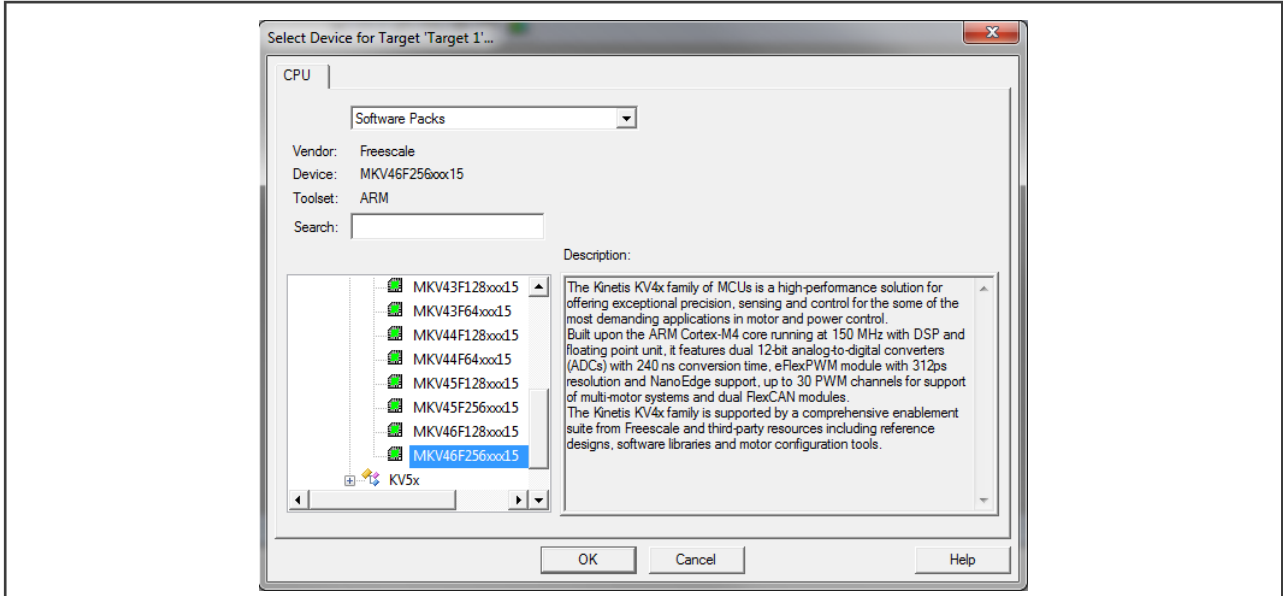 Select Device for Target 'Target 1'...
CPU
Software Packs
Vendor: Freescale
Device: MKV46F256xxx15
Toolset: ARM
Search:
Description:
MKV43F128xxx15
MKV43F64xxx15
MKV44F128xxx15
MKV44F64xxx15
MKV45F128xxx15
MKV45F256xxx15
MKV46F128xxx15
MKV46F256xxx15
KV5x
The Kinetis KV4x family of MCUs is a high-performance solution for
offering exceptional precision, sensing and control for the some of the
most demanding applications in motor and power control.
Built upon the ARM Cortex-M4 core running at 150 MHz with DSP and
floating point unit, it features dual 12-bit analog-to-digital converters
(ADCs) with 240 ns conversion time, eFlexPWM module with 312ps
resolution and NanoEdge support, up to 30 PWM channels for support
of multi-motor systems and dual FlexCAN modules.
The Kinetis KV4x family is supported by a comprehensive enablement
suite from Freescale and third-party resources including reference
designs, software libraries and motor configuration tools.
OK
Cancel
Help